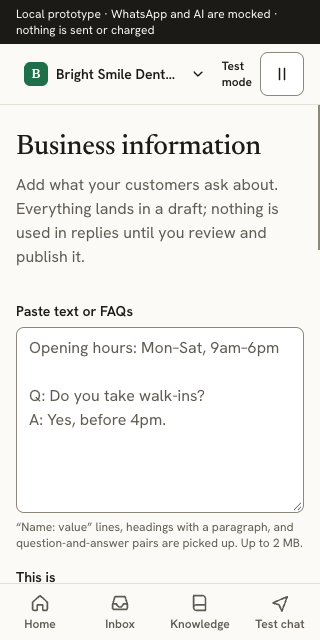 Local prototype · WhatsApp and AI are mocked ·
nothing is sent or charged
B
Bright Smile Dent...
Test
mode
Business information
Add what your customers ask about.
Everything lands in a draft; nothing is
used in replies until you review and
publish it.
Paste text or FAQs
Opening hours: Mon–Sat, 9am–6pm
Q: Do you take walk-ins?
A: Yes, before 4pm.
“Name: value” lines, headings with a paragraph, and
question-and-answer pairs are picked up. Up to 2 MB.
This is
Home
Inbox
Knowledge
Test chat